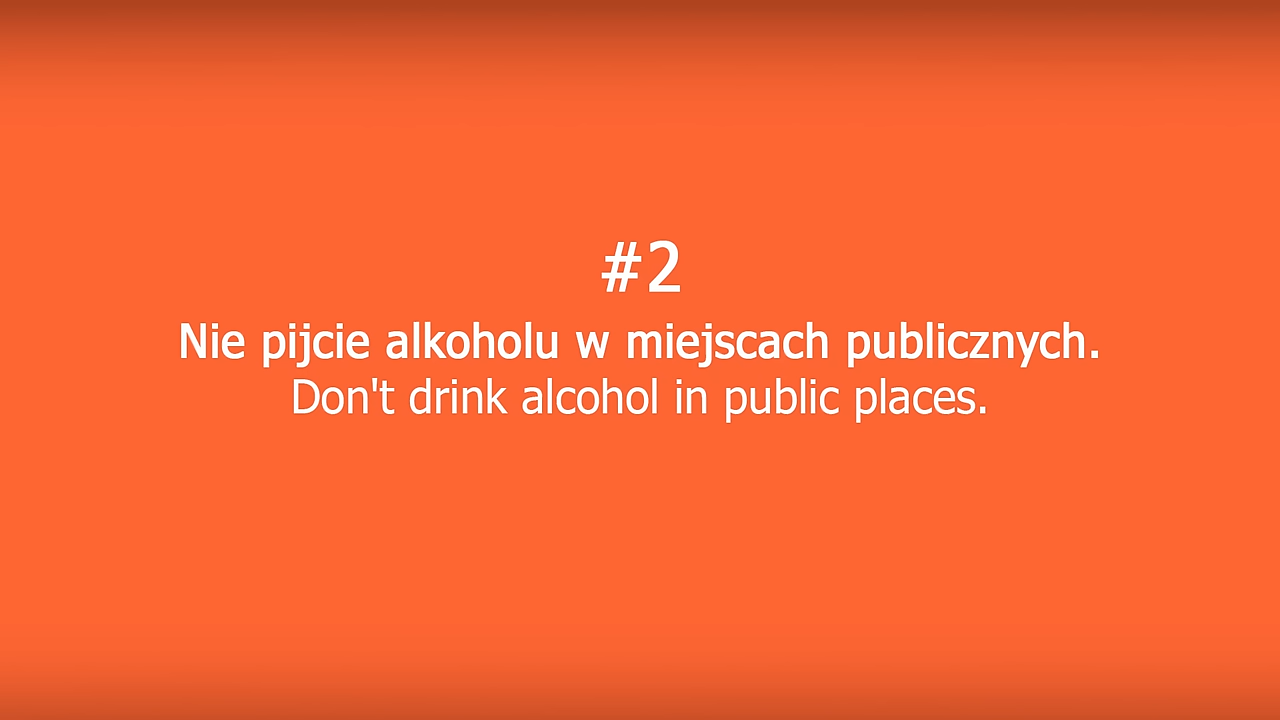 #2
Nie pijcie alkoholu w miejscach publicznych.
Don't drink alcohol in public places.